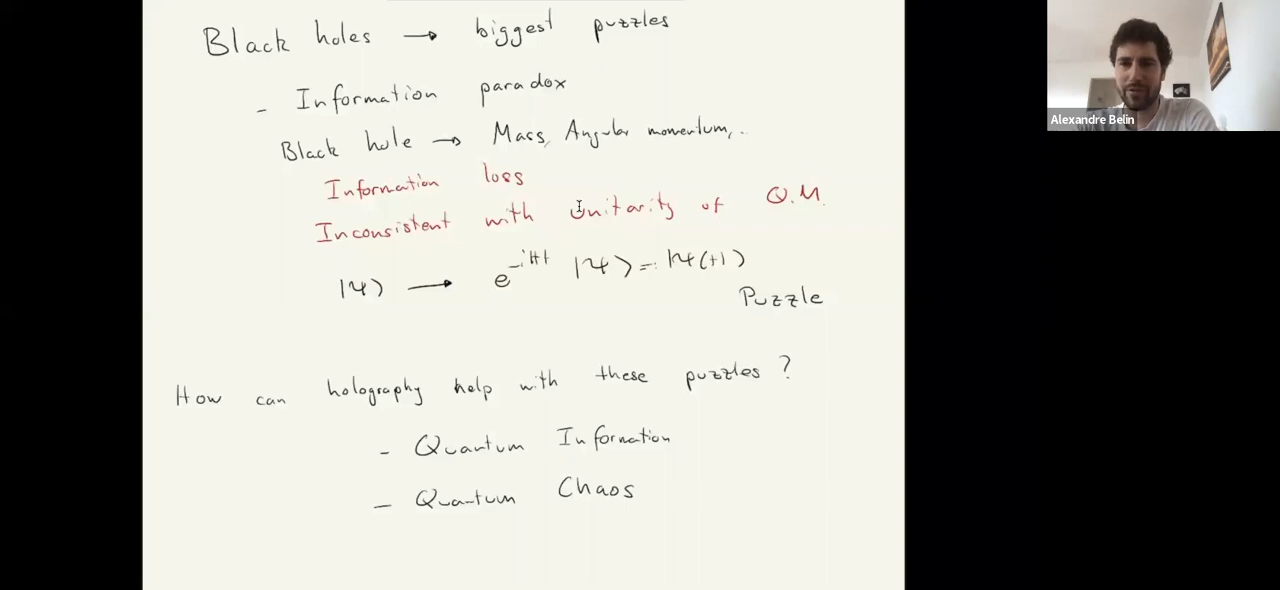 Black holes → biggest puzzles
- Information paradox
Black hole → Mass, Angular momentum, ..
Information loss
Inconsistent with Unitarity of Q.M.
|ψ⟩ → e^{-iHt} |ψ⟩ = |ψ(t)⟩
Puzzle
How can holography help with these puzzles ?
- Quantum Information
- Quantum Chaos
Alexandre Belin